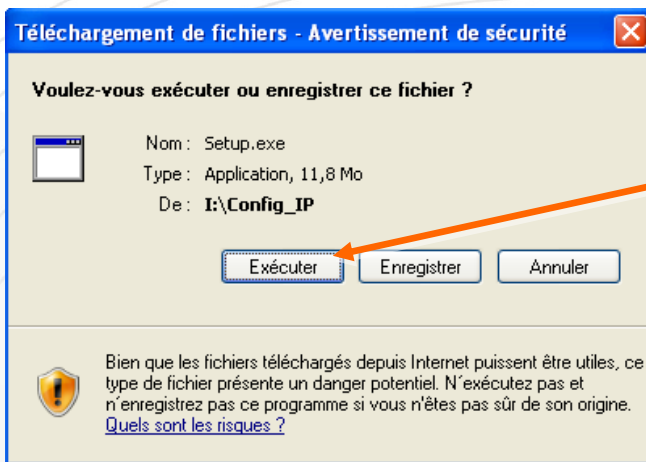 Téléchargement de fichiers - Avertissement de sécurité
Voulez-vous exécuter ou enregistrer ce fichier ?
Nom : Setup.exe
Type : Application, 11,8 Mo
De : I:\Config_IP
Exécuter Enregistrer Annuler
Bien que les fichiers téléchargés depuis Internet puissent être utiles, ce
type de fichier présente un danger potentiel. N´exécutez pas et
n´enregistrez pas ce programme si vous n'êtes pas sûr de son origine.
Quels sont les risques ?